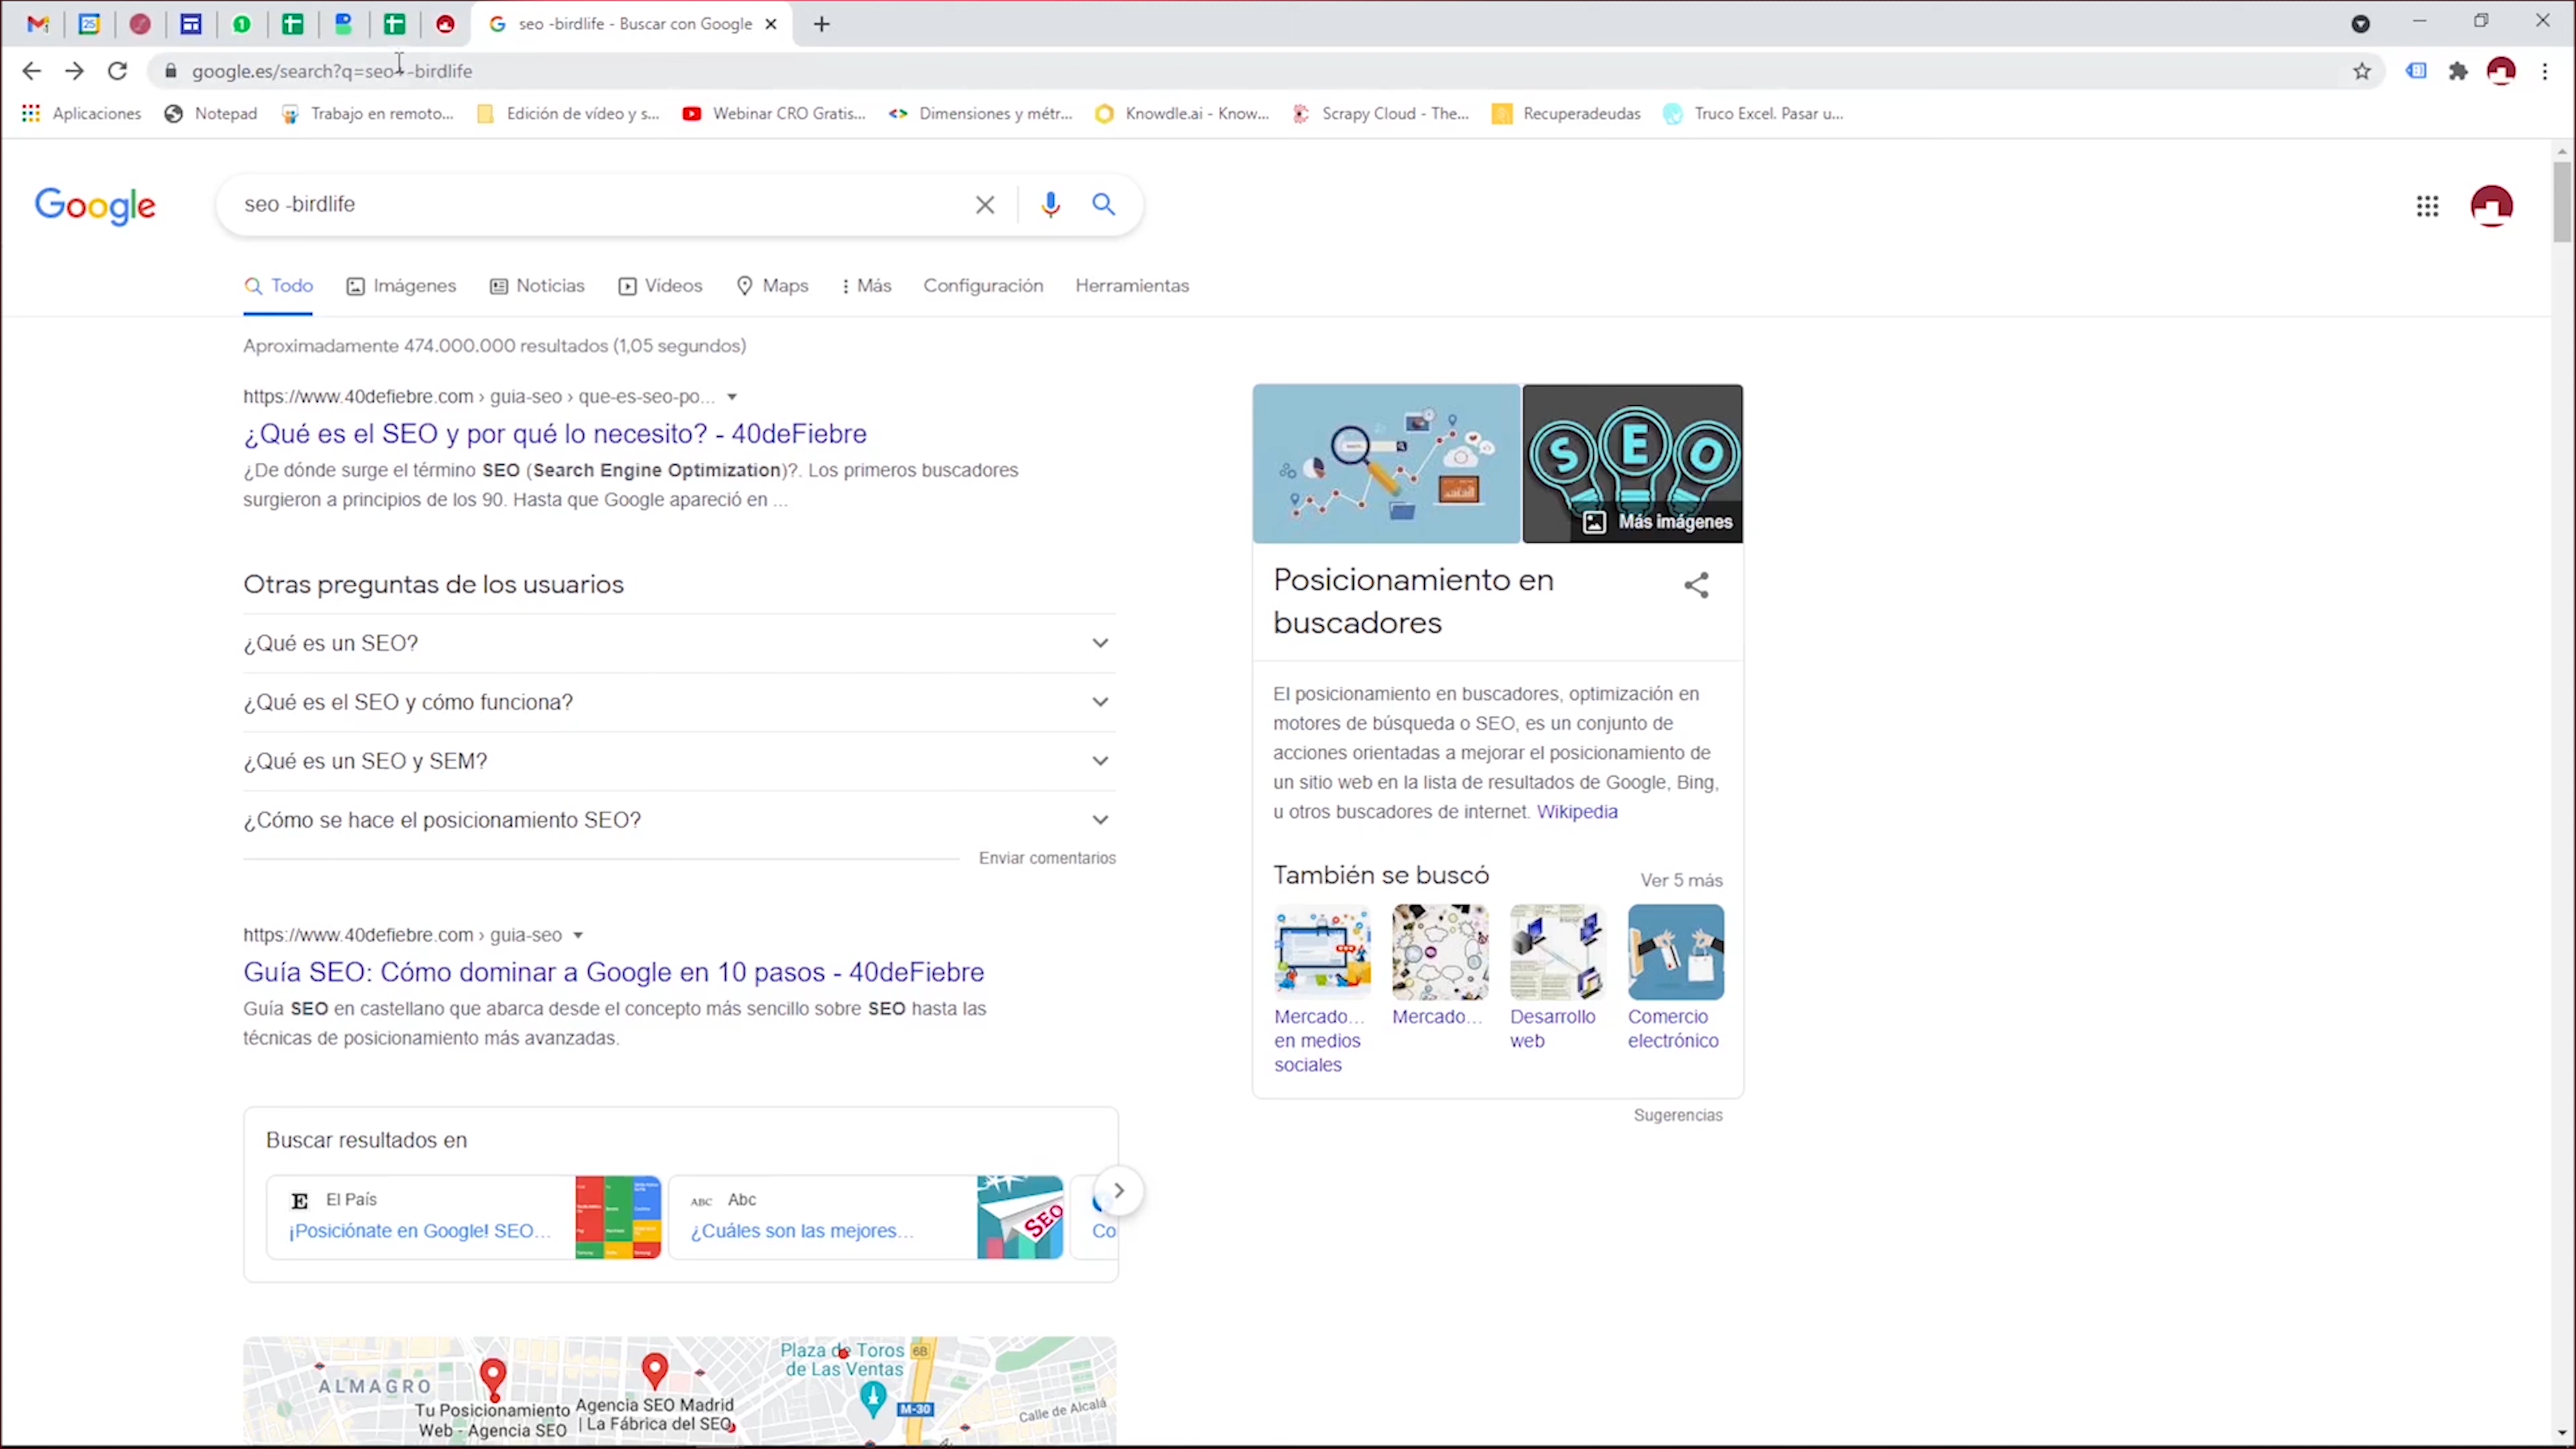 seo -birdlife - Buscar con Google
google.es/search?q=seo+-birdlife
Aplicaciones
Notepad
Trabajo en remoto...
Edición de vídeo y s...
Webinar CRO Gratis...
Dimensiones y métr...
Knowdle.ai - Know...
Scrapy Cloud - The...
Recuperadeudas
Truco Excel. Pasar u...
Google
seo -birdlife
Todo
Imágenes
Noticias
Vídeos
Maps
Más
Configuración
Herramientas
Aproximadamente 474.000.000 resultados (1,05 segundos)
https://www.40defiebre.com › guia-seo › que-es-seo-po...
¿Qué es el SEO y por qué lo necesito? - 40deFiebre
¿De dónde surge el término SEO (Search Engine Optimization)?. Los primeros buscadores
surgieron a principios de los 90. Hasta que Google apareció en ...
Otras preguntas de los usuarios
¿Qué es un SEO?
¿Qué es el SEO y cómo funciona?
¿Qué es un SEO y SEM?
¿Cómo se hace el posicionamiento SEO?
Enviar comentarios
https://www.40defiebre.com › guia-seo
Guía SEO: Cómo dominar a Google en 10 pasos - 40deFiebre
Guía SEO en castellano que abarca desde el concepto más sencillo sobre SEO hasta las
técnicas de posicionamiento más avanzadas.
Buscar resultados en
El País
¡Posiciónate en Google! SEO...
ABC
Abc
¿Cuáles son las mejores...
SEO
Co
ALMAGRO
Tu Posicionamiento
Web - Agencia SEO
Agencia SEO Madrid
| La Fábrica del SEO
Plaza de Toros
de Las Ventas
6B
M-30
Calle de Alcalá
SEO
Más imágenes
Posicionamiento en
buscadores
El posicionamiento en buscadores, optimización en
motores de búsqueda o SEO, es un conjunto de
acciones orientadas a mejorar el posicionamiento de
un sitio web en la lista de resultados de Google, Bing,
u otros buscadores de internet. Wikipedia
También se buscó
Ver 5 más
Mercado...
en medios
sociales
Mercado...
Desarrollo
web
Comercio
electrónico
Sugerencias